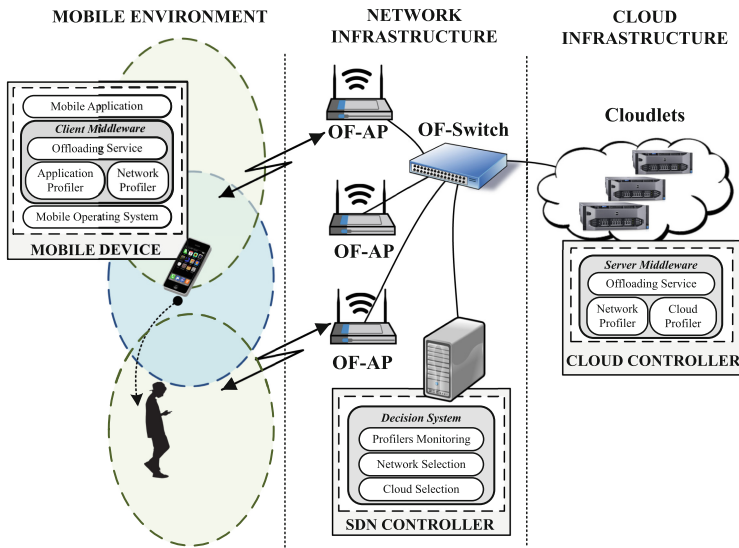 MOBILE ENVIRONMENT
Mobile Application
Client Middleware
Offloading Service
Application
Profiler
Network
Profiler
Mobile Operating System
MOBILE DEVICE
NETWORK
INFRASTRUCTURE
OF-AP
OF-Switch
OF-AP
OF-AP
Decision System
Profilers Monitoring
Network Selection
Cloud Selection
SDN CONTROLLER
CLOUD
INFRASTRUCTURE
Cloudlets
Server Middleware
Offloading Service
Network
Profiler
Cloud
Profiler
CLOUD CONTROLLER